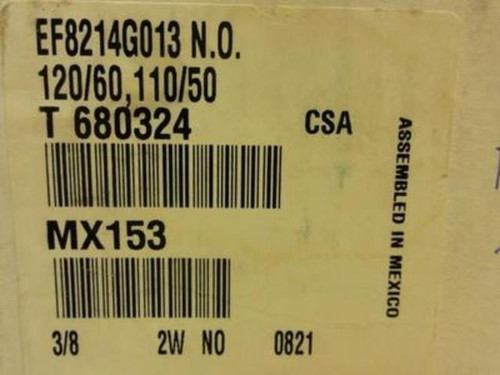 EF8214G013 N.O.
120/60,110/50
T 680324 CSA
MX153
3/8 2W NO 0821
ASSEMBLED IN MEXICO